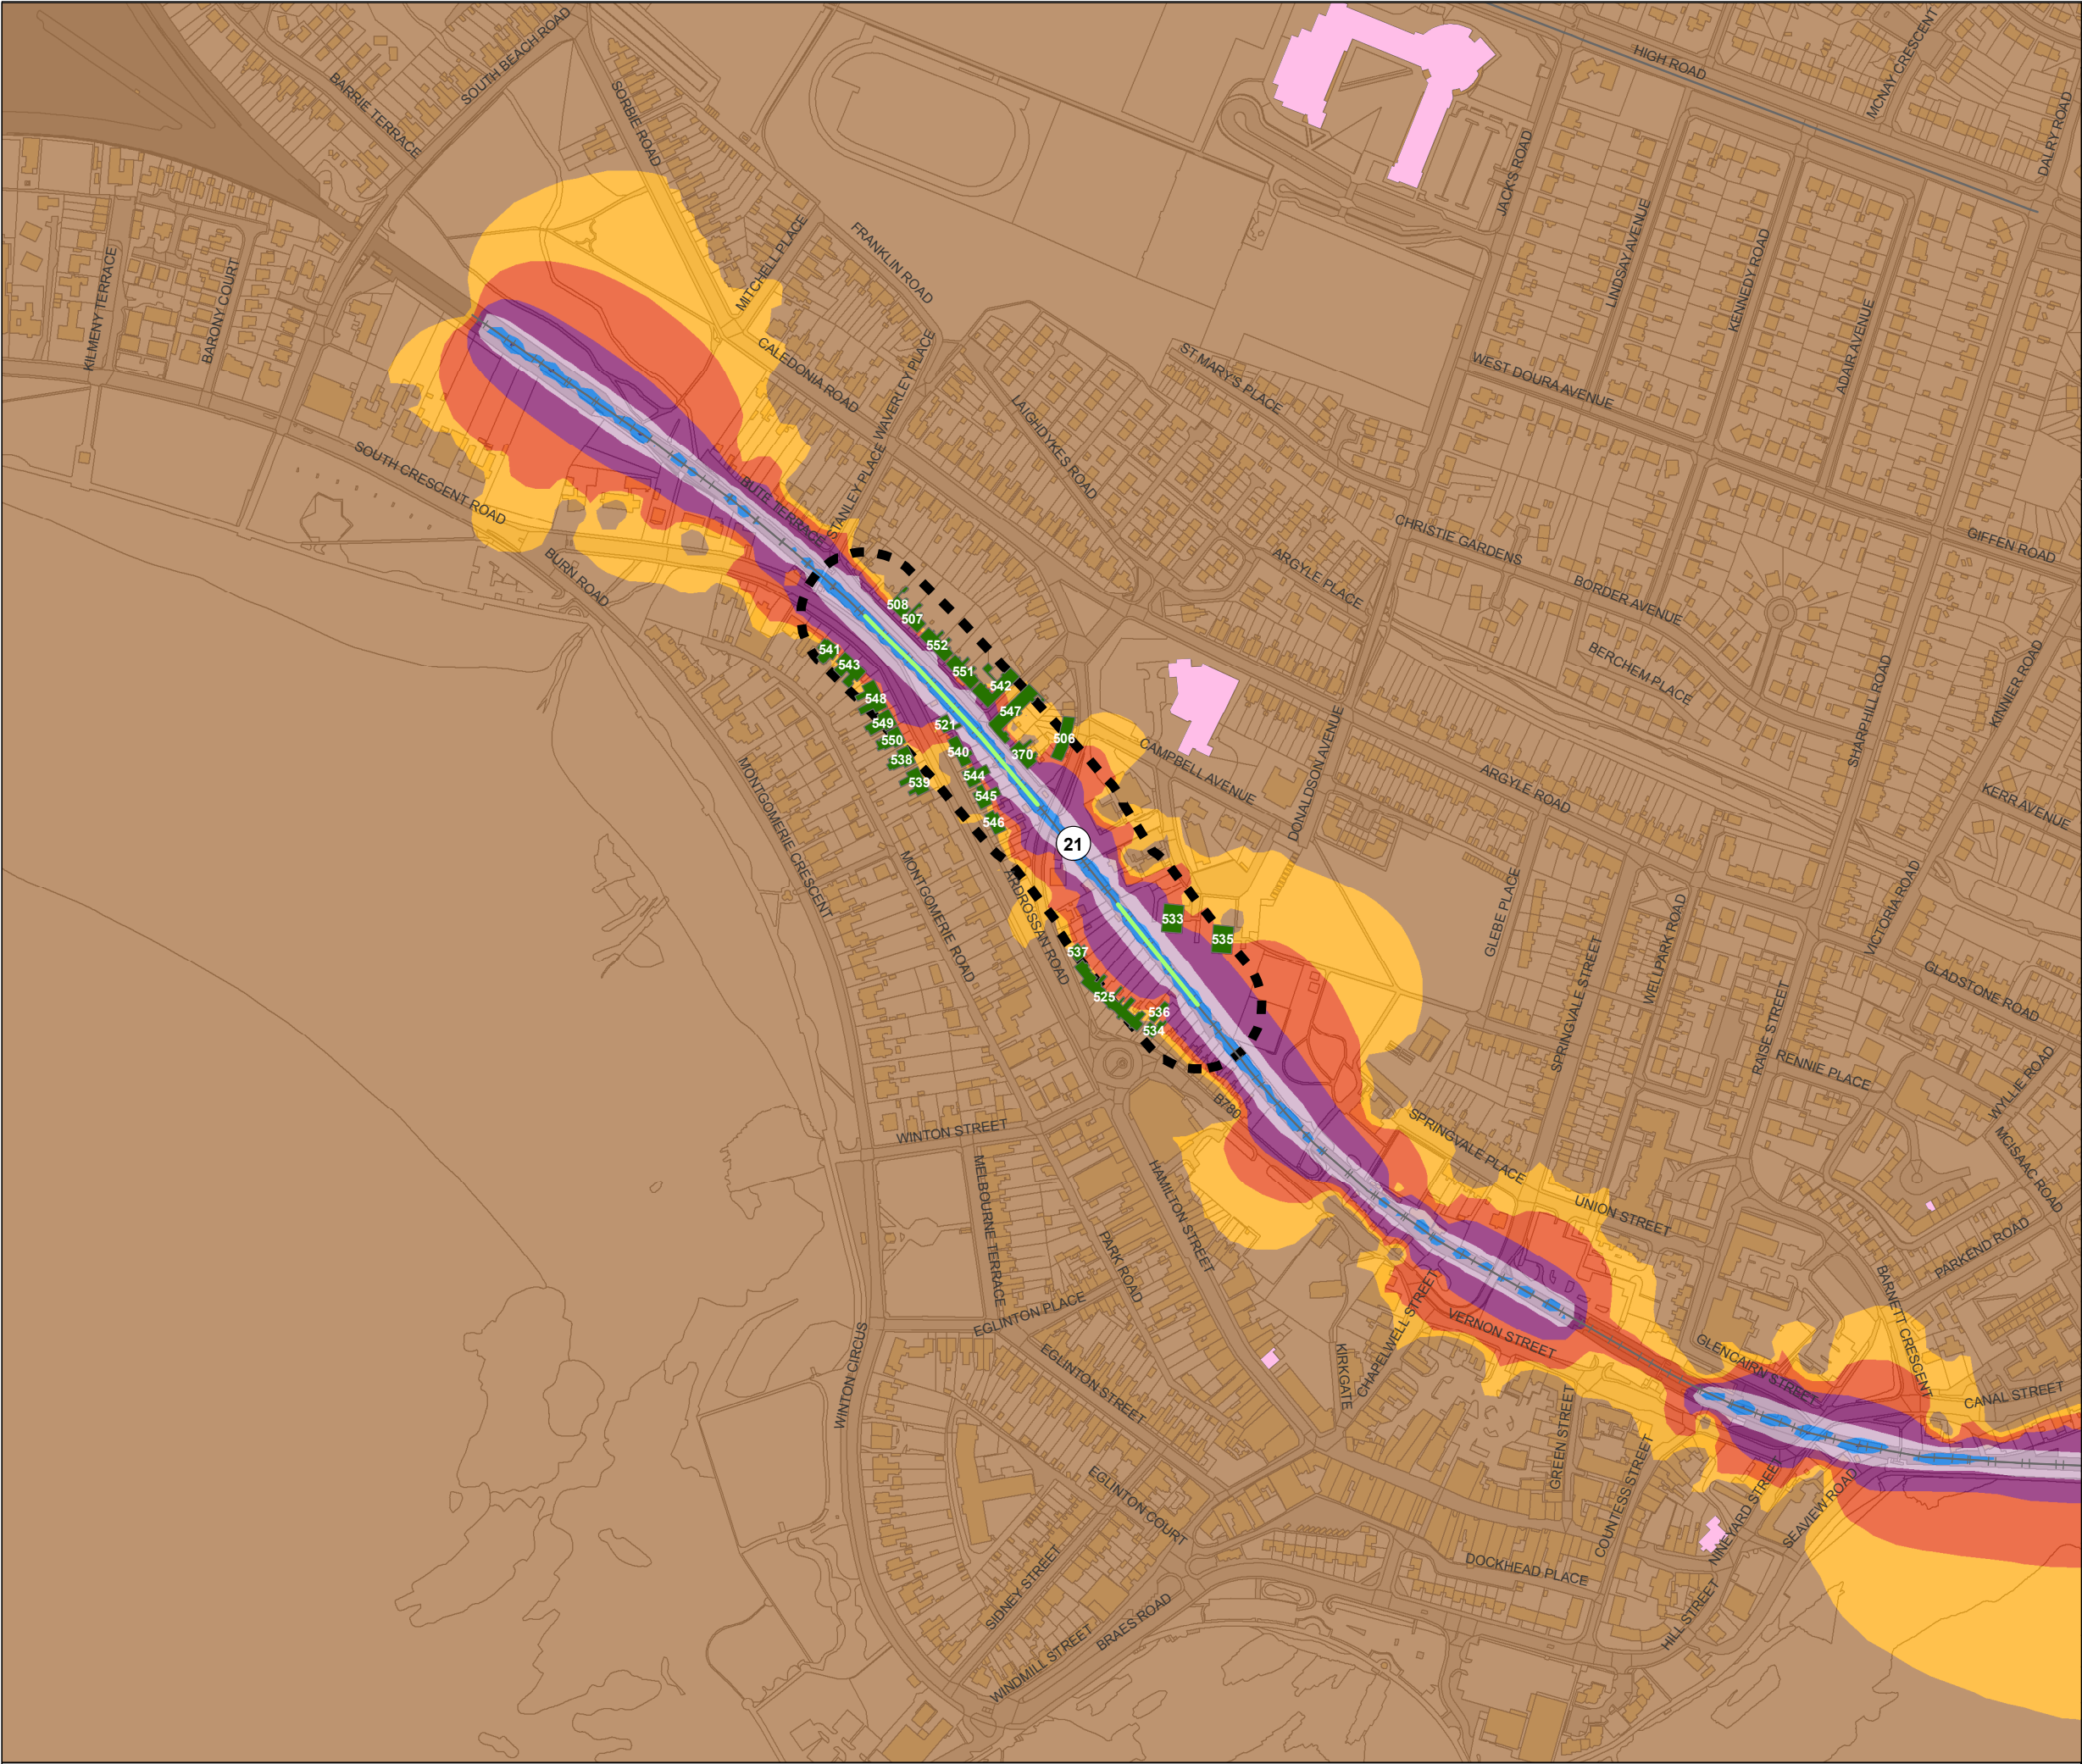 HIGH ROAD
MCNAY CRESCENT
SOUTH BEACH ROAD
BARRIE TERRACE
SORBIE ROAD
DALRY ROAD
JACK'S ROAD
MITCHELL PLACE
FRANKLIN ROAD
LINDSAY AVENUE
KENNEDY ROAD
KILMENY TERRACE
BARONY COURT
ADAIR AVENUE
CALEDONIA ROAD
WAVERLEY PLACE
STANLEY PLACE
ST MARY'S PLACE
WEST DOURA AVENUE
LAIGHDYKES ROAD
SOUTH CRESCENT ROAD
BUTE TERRACE
CHRISTIE GARDENS
GIFFEN ROAD
BURN ROAD
ARGYLE PLACE
BORDER AVENUE
508
507
552
541
543
551
542
548
547
549
521
550
540
370
506
538
544
539
545
546
21
BERCHEM PLACE
SHARPHILL ROAD
KINNIER ROAD
CAMPBELL AVENUE
DONALDSON AVENUE
ARGYLE ROAD
KERR AVENUE
MONTGOMERIE CRESCENT
MONTGOMERIE ROAD
ARDROSSAN ROAD
533
535
537
525
536
534
GLEBE PLACE
SPRINGVALE STREET
WELLPARK ROAD
VICTORIA ROAD
GLADSTONE ROAD
RAISE STREET
RENNIE PLACE
WYLLIE ROAD
B780
SPRINGVALE PLACE
WINTON STREET
MCISAAC ROAD
MELBOURNE TERRACE
HAMILTON STREET
UNION STREET
PARK ROAD
PARKEND ROAD
BARNETT CRESCENT
EGLINTON PLACE
CHAPELWELL STREET
VERNON STREET
GLENCAIRN STREET
WINTON CIRCUS
EGLINTON STREET
KIRKGATE
CANAL STREET
GREEN STREET
COUNTESS STREET
EGLINTON COURT
NINEYARD STREET
SEAVIEW ROAD
SIDNEY STREET
DOCKHEAD PLACE
HILL STREET
BRAES ROAD
WINDMILL STREET